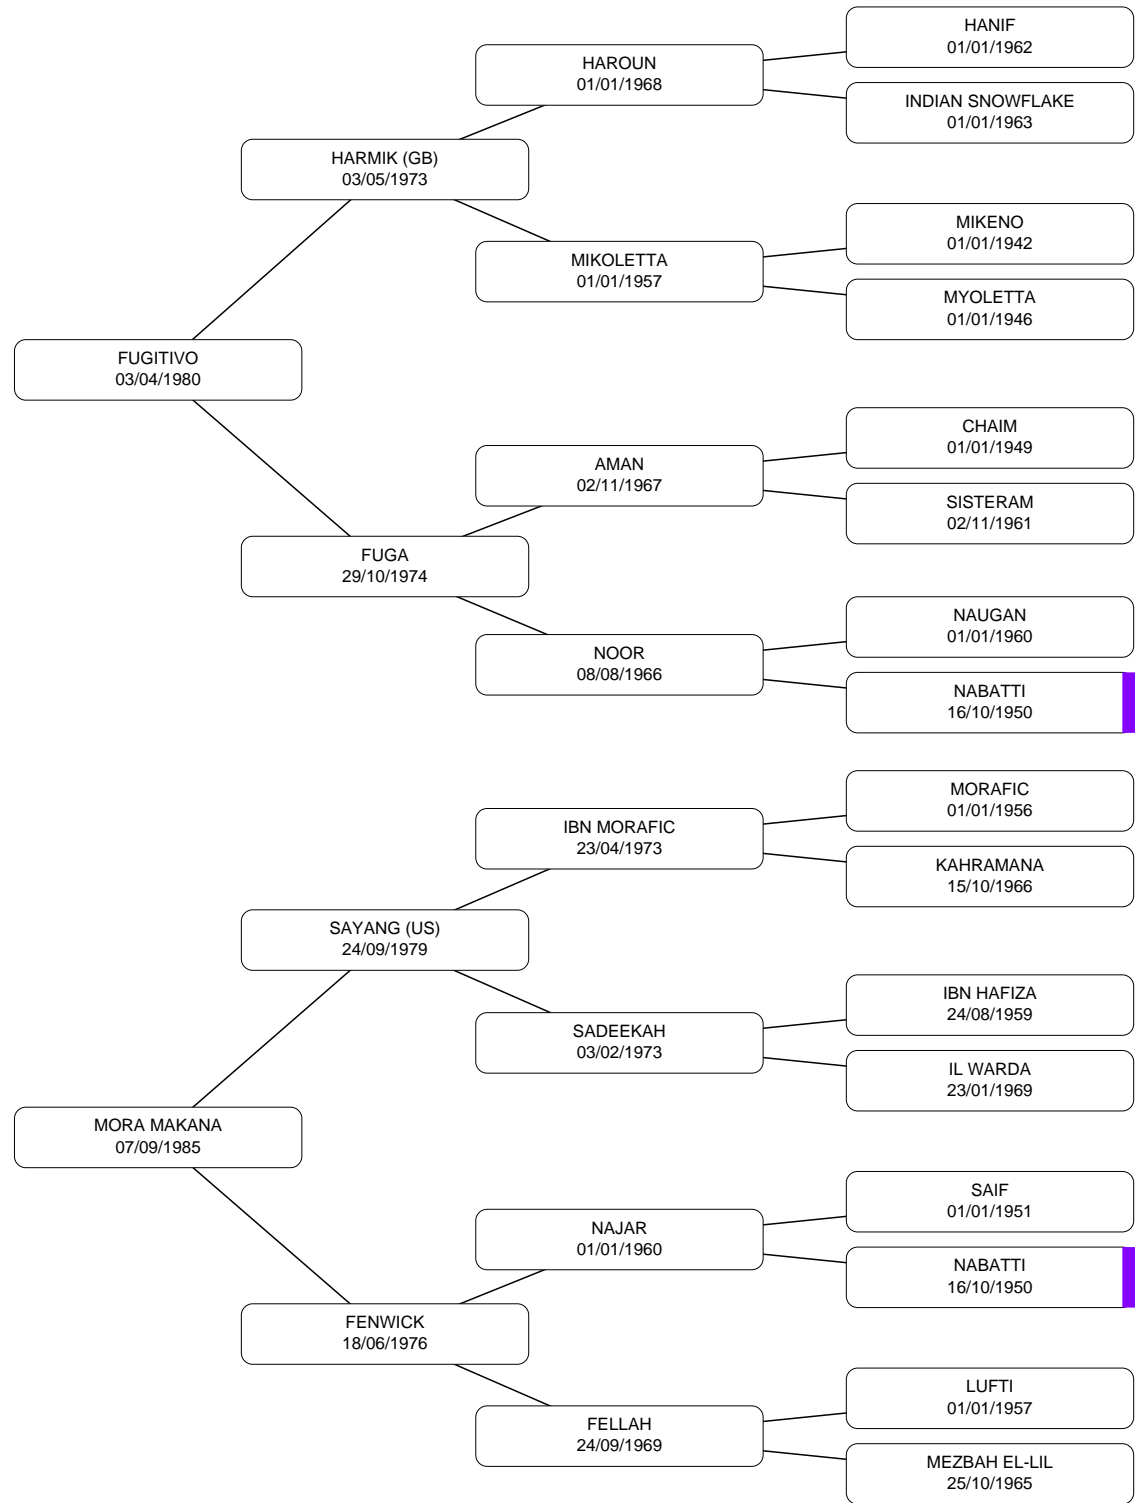 HANIF
01/01/1962
HAROUN
01/01/1968
INDIAN SNOWFLAKE
01/01/1963
HARMIK (GB)
03/05/1973
MIKENO
01/01/1942
MIKOLETTA
01/01/1957
MYOLETTA
01/01/1946
FUGITIVO
03/04/1980
CHAIM
01/01/1949
AMAN
02/11/1967
SISTERAM
02/11/1961
FUGA
29/10/1974
NAUGAN
01/01/1960
NOOR
08/08/1966
NABATTI
16/10/1950
MORAFIC
01/01/1956
IBN MORAFIC
23/04/1973
KAHRAMANA
15/10/1966
SAYANG (US)
24/09/1979
IBN HAFIZA
24/08/1959
SADEEKAH
03/02/1973
IL WARDA
23/01/1969
MORA MAKANA
07/09/1985
SAIF
01/01/1951
NAJAR
01/01/1960
NABATTI
16/10/1950
FENWICK
18/06/1976
LUFTI
01/01/1957
FELLAH
24/09/1969
MEZBAH EL-LIL
25/10/1965